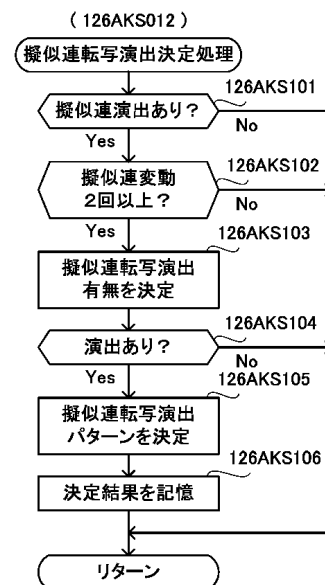 (126AKS012)
擬似連転写演出決定処理
126AKS101
擬似連演出あり?
No
Yes
126AKS102
擬似連変動
2回以上?
No
Yes
126AKS103
擬似連転写演出
有無を決定
126AKS104
演出あり?
No
Yes
126AKS105
擬似連転写演出
パターンを決定
126AKS106
決定結果を記憶
リターン